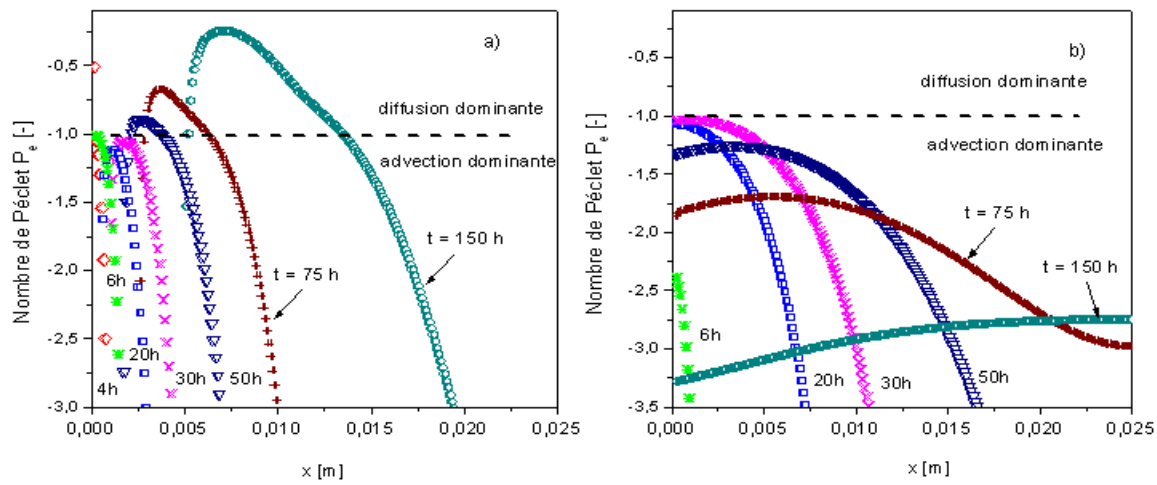 a)
Nombre de Péclet Pe [-]
-0,5
-1,0
-1,5
-2,0
-2,5
-3,0
diffusion dominante
advection dominante
t = 150 h
t = 75 h
6h
20h
4h
30h
50h
0,000
0,005
0,010
0,015
0,020
0,025
x [m]
b)
Nombre de Péclet Pe [-]
-0,5
-1,0
-1,5
-2,0
-2,5
-3,0
-3,5
diffusion dominante
advection dominante
t = 75 h
t = 150 h
6h
20h
30h
50h
0,000
0,005
0,010
0,015
0,020
0,025
x [m]